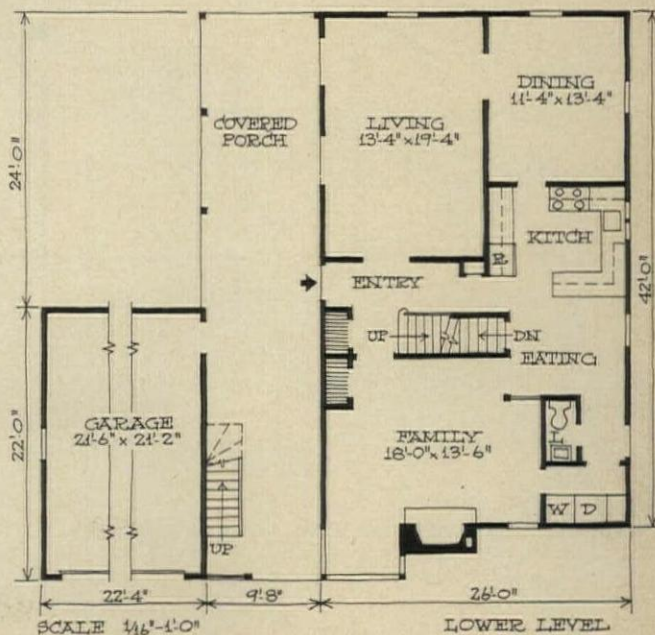 DINING
11'-4" x 13'-4"
COVERED
PORCH
LIVING
13'-4" x 19'-4"
24'-0"
KITCH
R
ENTRY
42'-0"
UP
DN
EATING
GARAGE
21'-6" x 21'-2"
22'-0"
FAMILY
18'-0" x 13'-6"
L
W D
UP
22'-4"
9'-8"
26'-0"
SCALE 1/16"-1'-0"
LOWER LEVEL